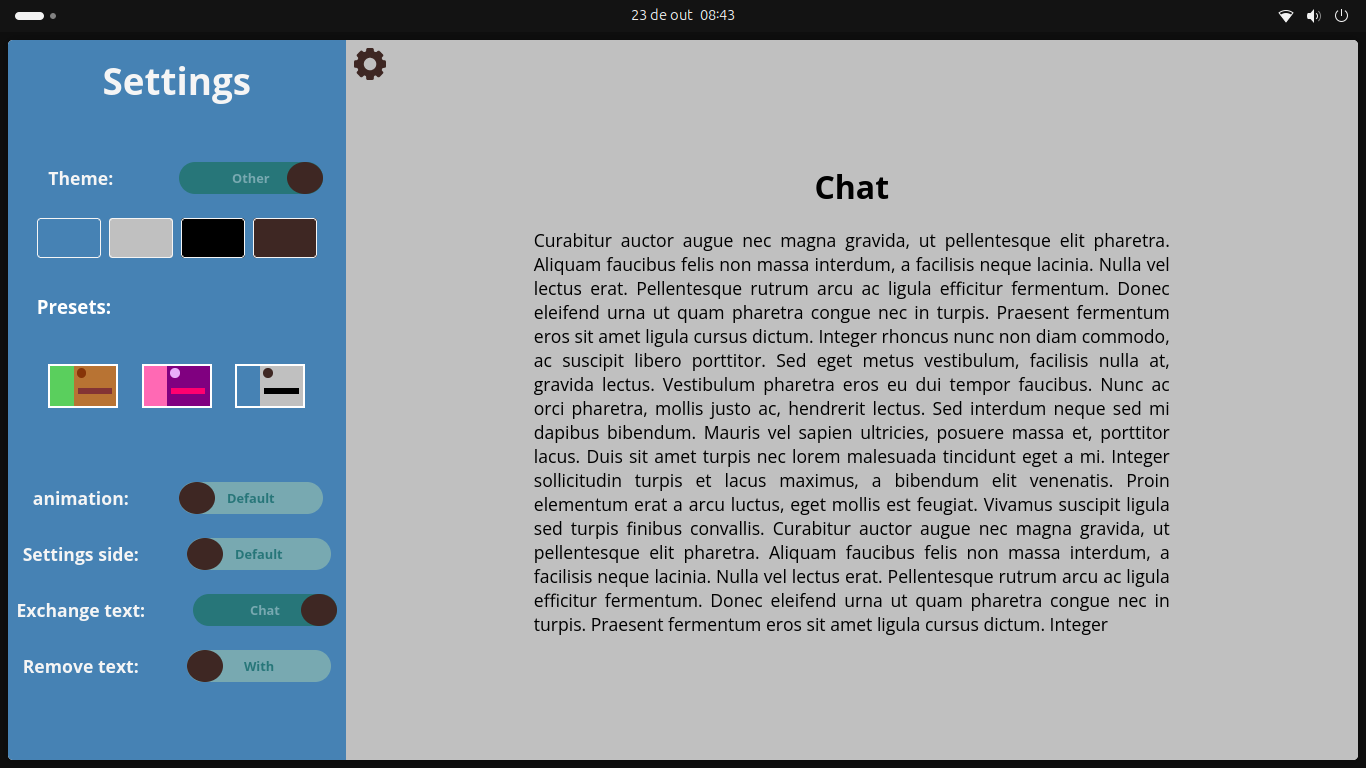 23 de out 08:43
Settings
Theme:
Other
Presets:
animation:
Default
Settings side:
Default
Exchange text:
Chat
Remove text:
With
Chat
Curabitur auctor augue nec magna gravida, ut pellentesque elit pharetra.
Aliquam faucibus felis non massa interdum, a facilisis neque lacinia. Nulla vel
lectus erat. Pellentesque rutrum arcu ac ligula efficitur fermentum. Donec
eleifend urna ut quam pharetra congue nec in turpis. Praesent fermentum
eros sit amet ligula cursus dictum. Integer rhoncus nunc non diam commodo,
ac suscipit libero porttitor. Sed eget metus vestibulum, facilisis nulla at,
gravida lectus. Vestibulum pharetra eros eu dui tempor faucibus. Nunc ac
orci pharetra, mollis justo ac, hendrerit lectus. Sed interdum neque sed mi
dapibus bibendum. Mauris vel sapien ultricies, posuere massa et, porttitor
lacus. Duis sit amet turpis nec lorem malesuada tincidunt eget a mi. Integer
sollicitudin turpis et lacus maximus, a bibendum elit venenatis. Proin
elementum erat a arcu luctus, eget mollis est feugiat. Vivamus suscipit ligula
sed turpis finibus convallis. Curabitur auctor augue nec magna gravida, ut
pellentesque elit pharetra. Aliquam faucibus felis non massa interdum, a
facilisis neque lacinia. Nulla vel lectus erat. Pellentesque rutrum arcu ac ligula
efficitur fermentum. Donec eleifend urna ut quam pharetra congue nec in
turpis. Praesent fermentum eros sit amet ligula cursus dictum. Integer